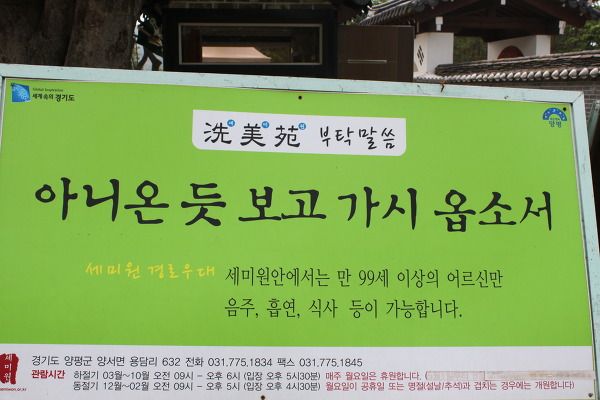 Global Inspiration
세계 속의 경기도
洗美苑 부탁말씀
세 미 원
양평
아니온 듯 보고 가시 옵소서
세미원 경로우대 세미원안에서는 만 99세 이상의 어르신만
음주, 흡연, 식사 등이 가능합니다.
세미원
경기도 양평군 양서면 용담리 632 전화 031.775.1834 팩스 031.775.1845
관람시간 하절기 03월~10월 오전 09시 - 오후 6시 (입장 오후 5시30분) 매주 월요일은 휴원합니다.
동절기 12월~02월 오전 09시 - 오후 5시 (입장 오후 4시30분) 월요일이 공휴일 또는 명절(설날/추석)과 겹치는 경우에는 개원합니다)